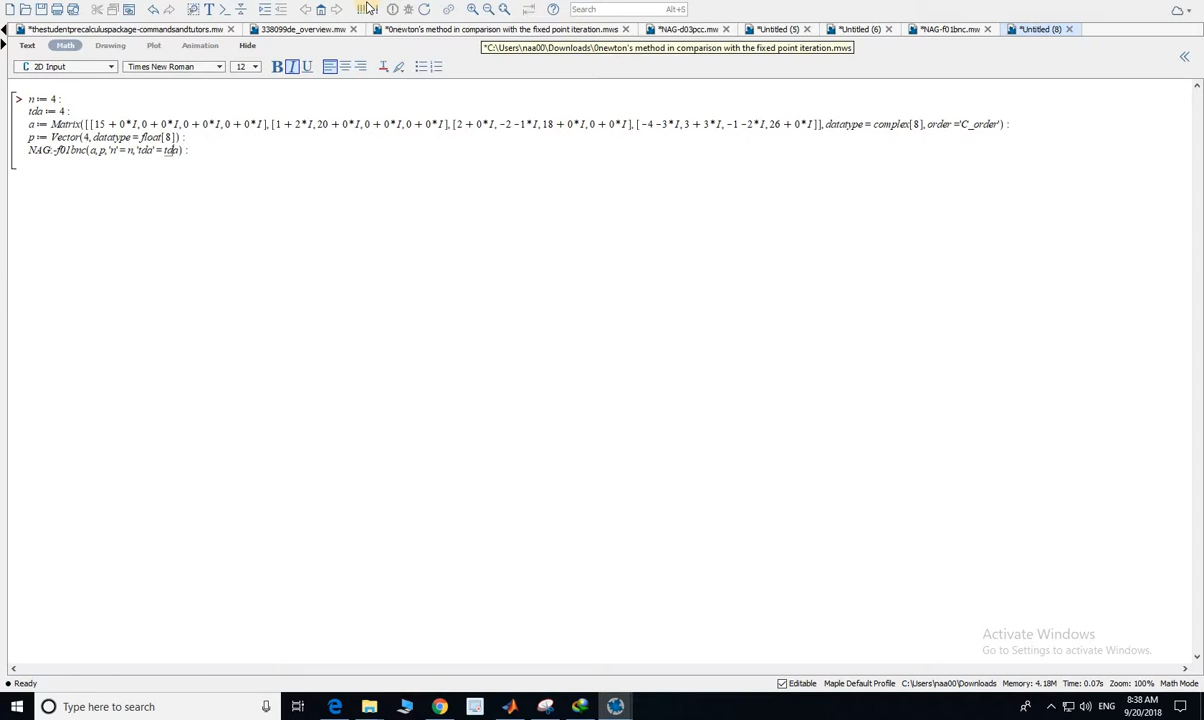 Search
Alt+S
*thestudentprecalculuspackage-commandsandtutors.mw
338099de_overview.mw
*0newton's method in comparison with the fixed point iteration.mws
*NAG-d03pcc.mw
*Untitled (5)
*Untitled (6)
*NAG-f01bnc.mw
*Untitled (8)
Text Math Drawing Plot Animation Hide
*C:\Users\naa00\Downloads\0newton's method in comparison with the fixed point iteration.mws
C 2D Input Times New Roman 12 B I U
> n := 4 :
tda := 4 :
a := Matrix([[15 + 0*I, 0 + 0*I, 0 + 0*I, 0 + 0*I], [1 + 2*I, 20 + 0*I, 0 + 0*I, 0 + 0*I], [2 + 0*I, -2 -1*I, 18 + 0*I, 0 + 0*I], [-4 -3*I, 3 + 3*I, -1 -2*I, 26 + 0*I]], datatype = complex[8], order ='C_order') :
p := Vector(4, datatype = float[8]) :
NAG:-f01bnc(a, p, 'n' = n, 'tda' = tda) :
Activate Windows
Go to Settings to activate Windows.
Ready
Editable Maple Default Profile C:\Users\naa00\Downloads Memory: 4.18M Time: 0.07s Zoom: 100% Math Mode
Type here to search
ENG
8:38 AM
9/20/2018